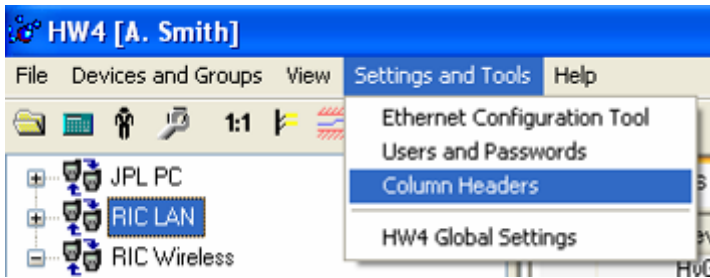 HW4 [A. Smith]
File Devices and Groups View Settings and Tools Help
1:1
Ethernet Configuration Tool
Users and Passwords
Column Headers
HW4 Global Settings
JPL PC
RIC LAN
RIC Wireless